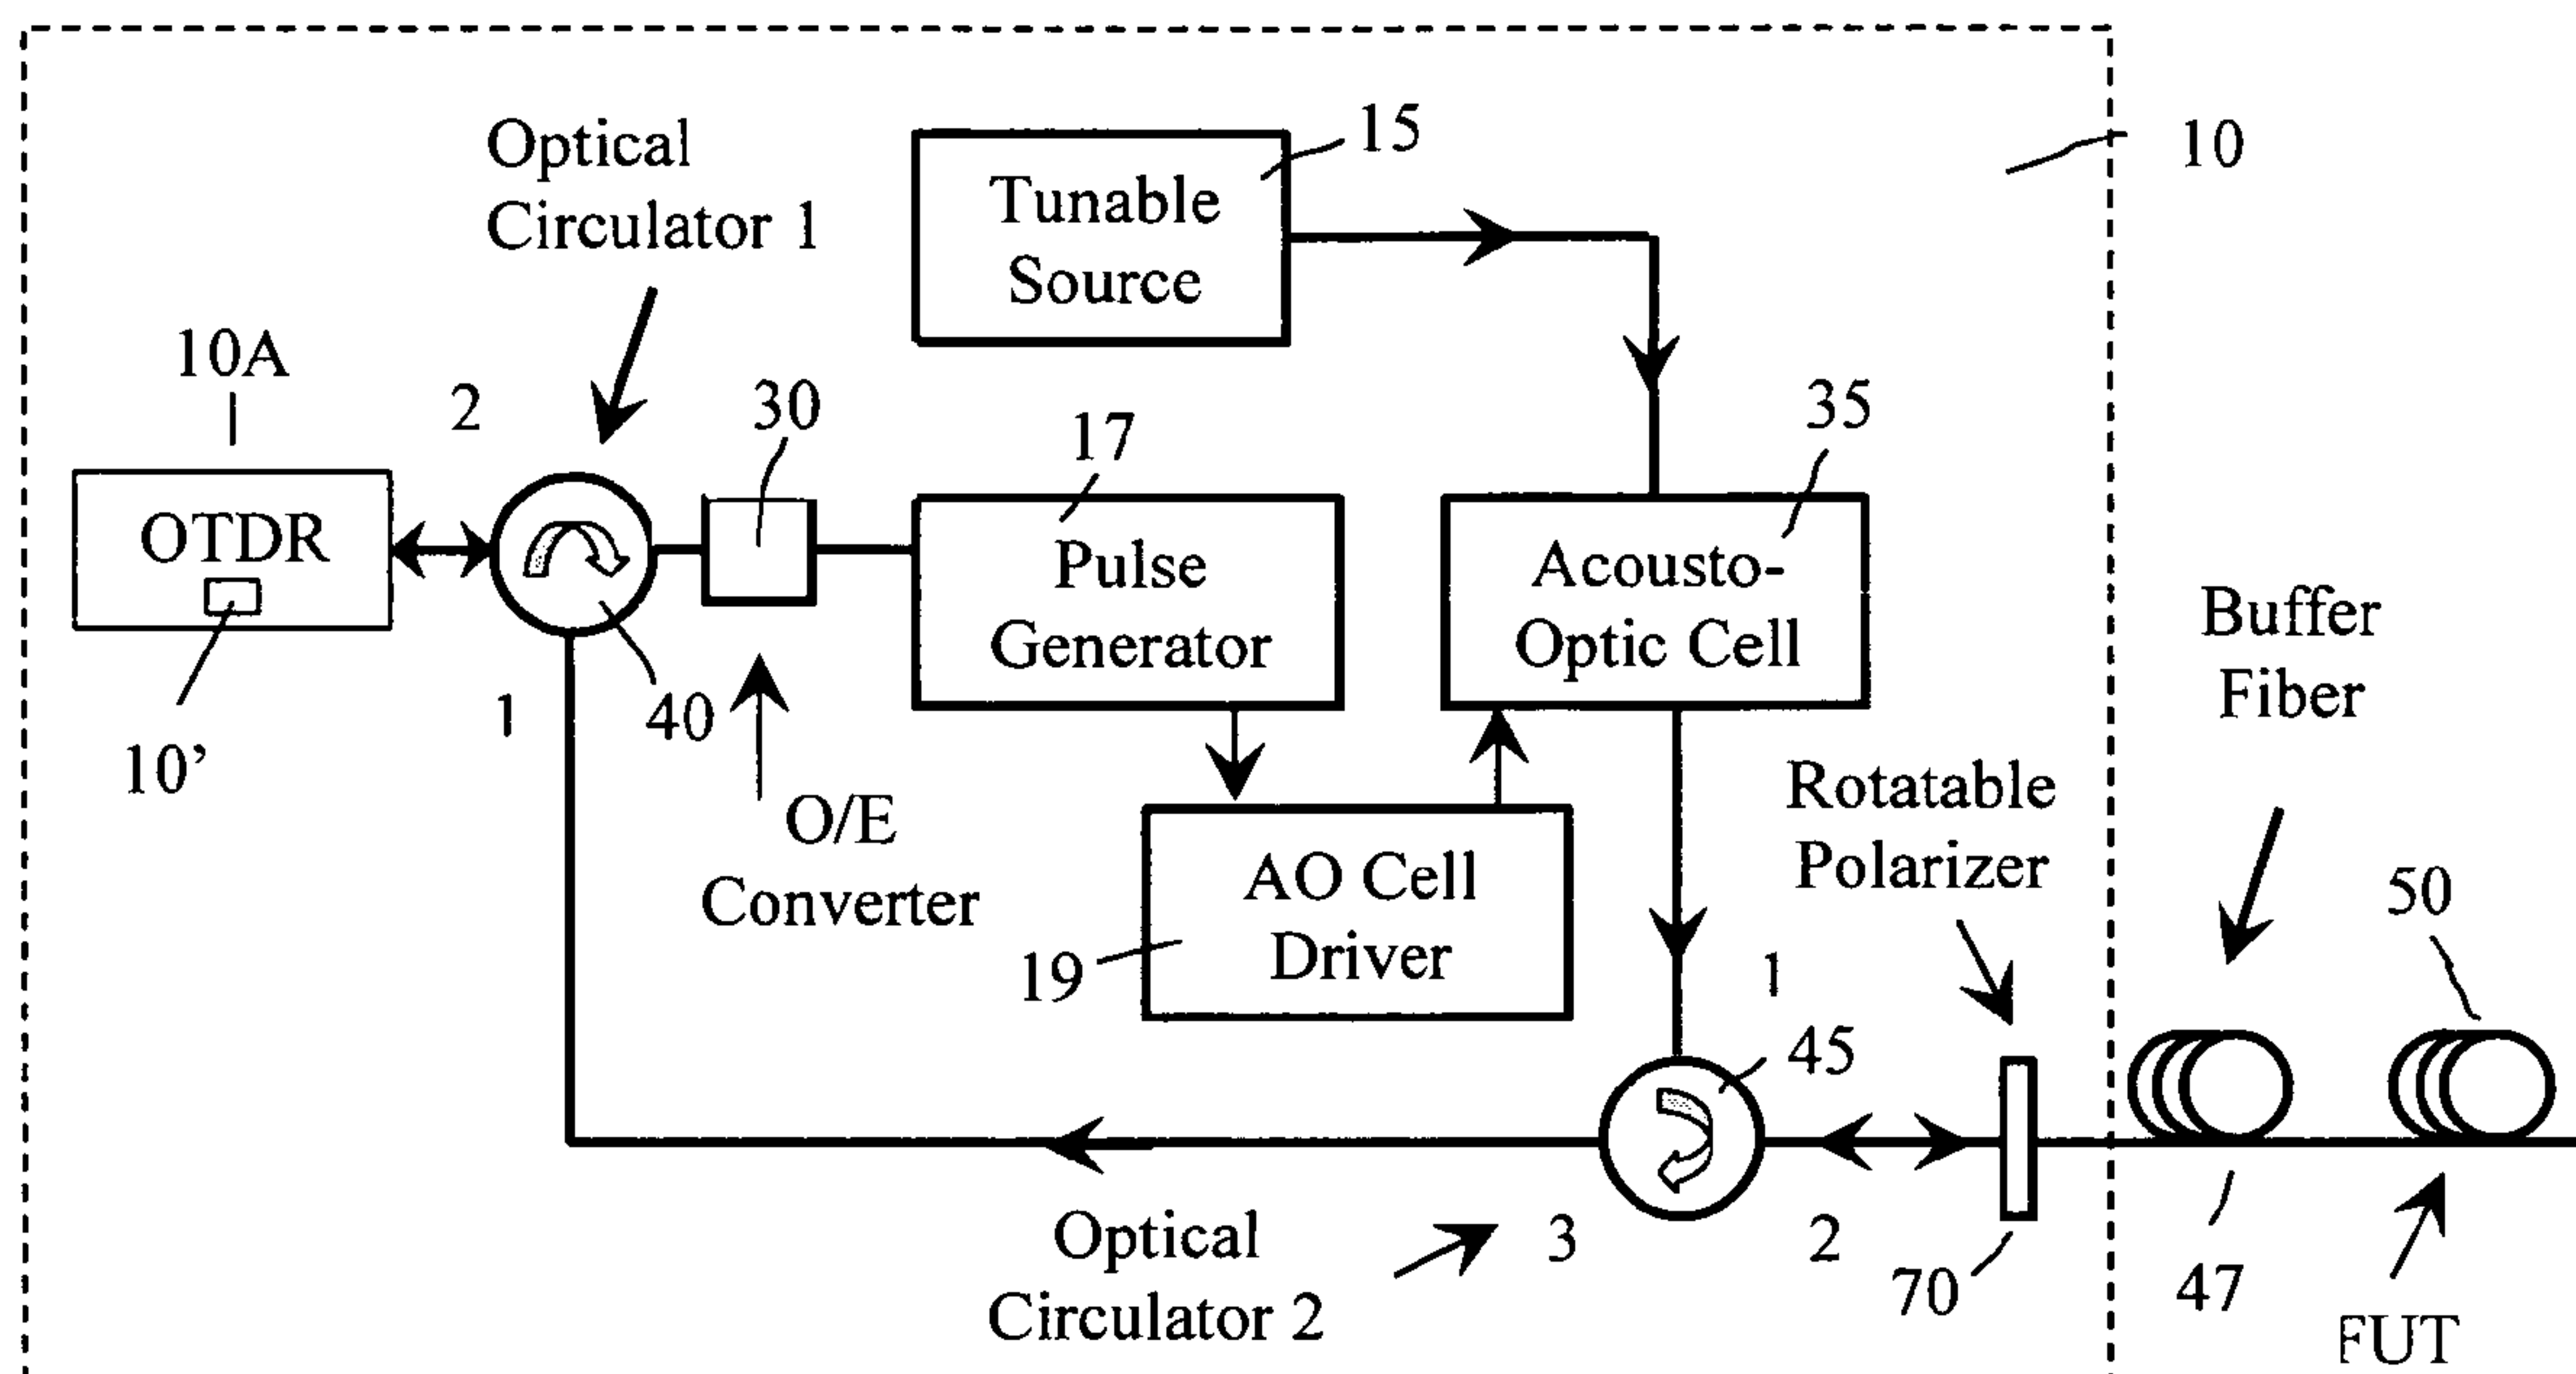 Optical
Circulator 1
15
Tunable
Source
10
10A
2
30
17
35
OTDR
Pulse
Generator
Acousto-
Optic Cell
Buffer
Fiber
1
40
10’
O/E
Converter
AO Cell
Driver
19
Rotatable
Polarizer
50
1
45
Optical
Circulator 2
3
2
70
47
FUT